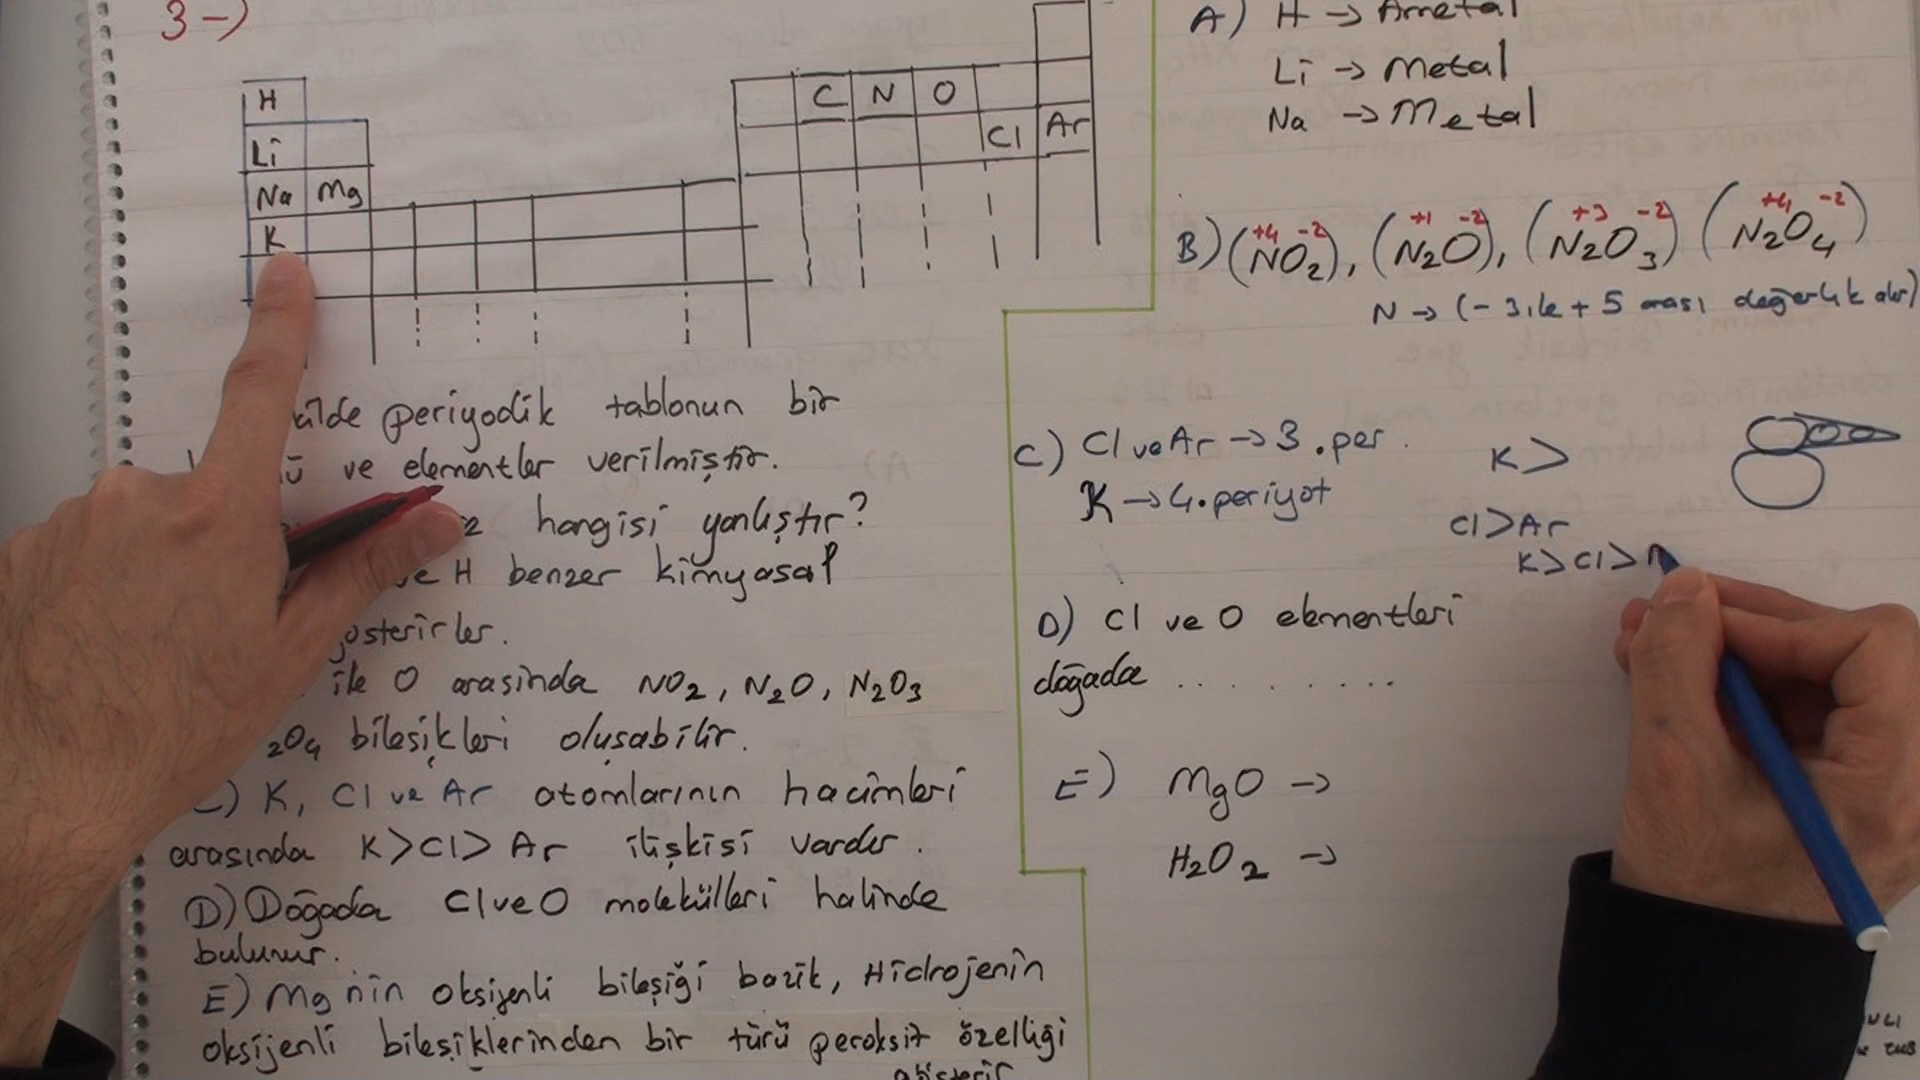 3-)
H
C N O
Li
Cl Ar
Na Mg
K
ilde periyodik tablonun bir
ü ve elementler verilmiştir.
hangisi yanlıştır?
ve H benzer kimyasal
gösterirler.
ile O arasında NO2, N2O, N2O3
2O4 bileşikleri oluşabilir.
C) K, Cl ve Ar atomlarının hacimleri
arasında K>Cl> Ar ilişkisi vardır.
D) Doğada Cl ve O molekülleri halinde
bulunur.
E) Mg nin oksijenli bileşiği bazik, Hidrojenin
oksijenli bileşiklerinden bir türü peroksit özelliği
gösterir
A) H → Ametal
Li → Metal
Na → Metal
+4 -2 +1 -2 +3 -2 +4 -2
B) (NO2), (N2O), (N2O3) (N2O4)
N → (-3 ile +5 arası değerlik alır)
C) Cl ve Ar → 3.per.
K >
K → 4.periyot
Cl > Ar
K > Cl >
D) Cl ve O elementleri
doğada . . . . . . . .
E) MgO →
H2O2 →